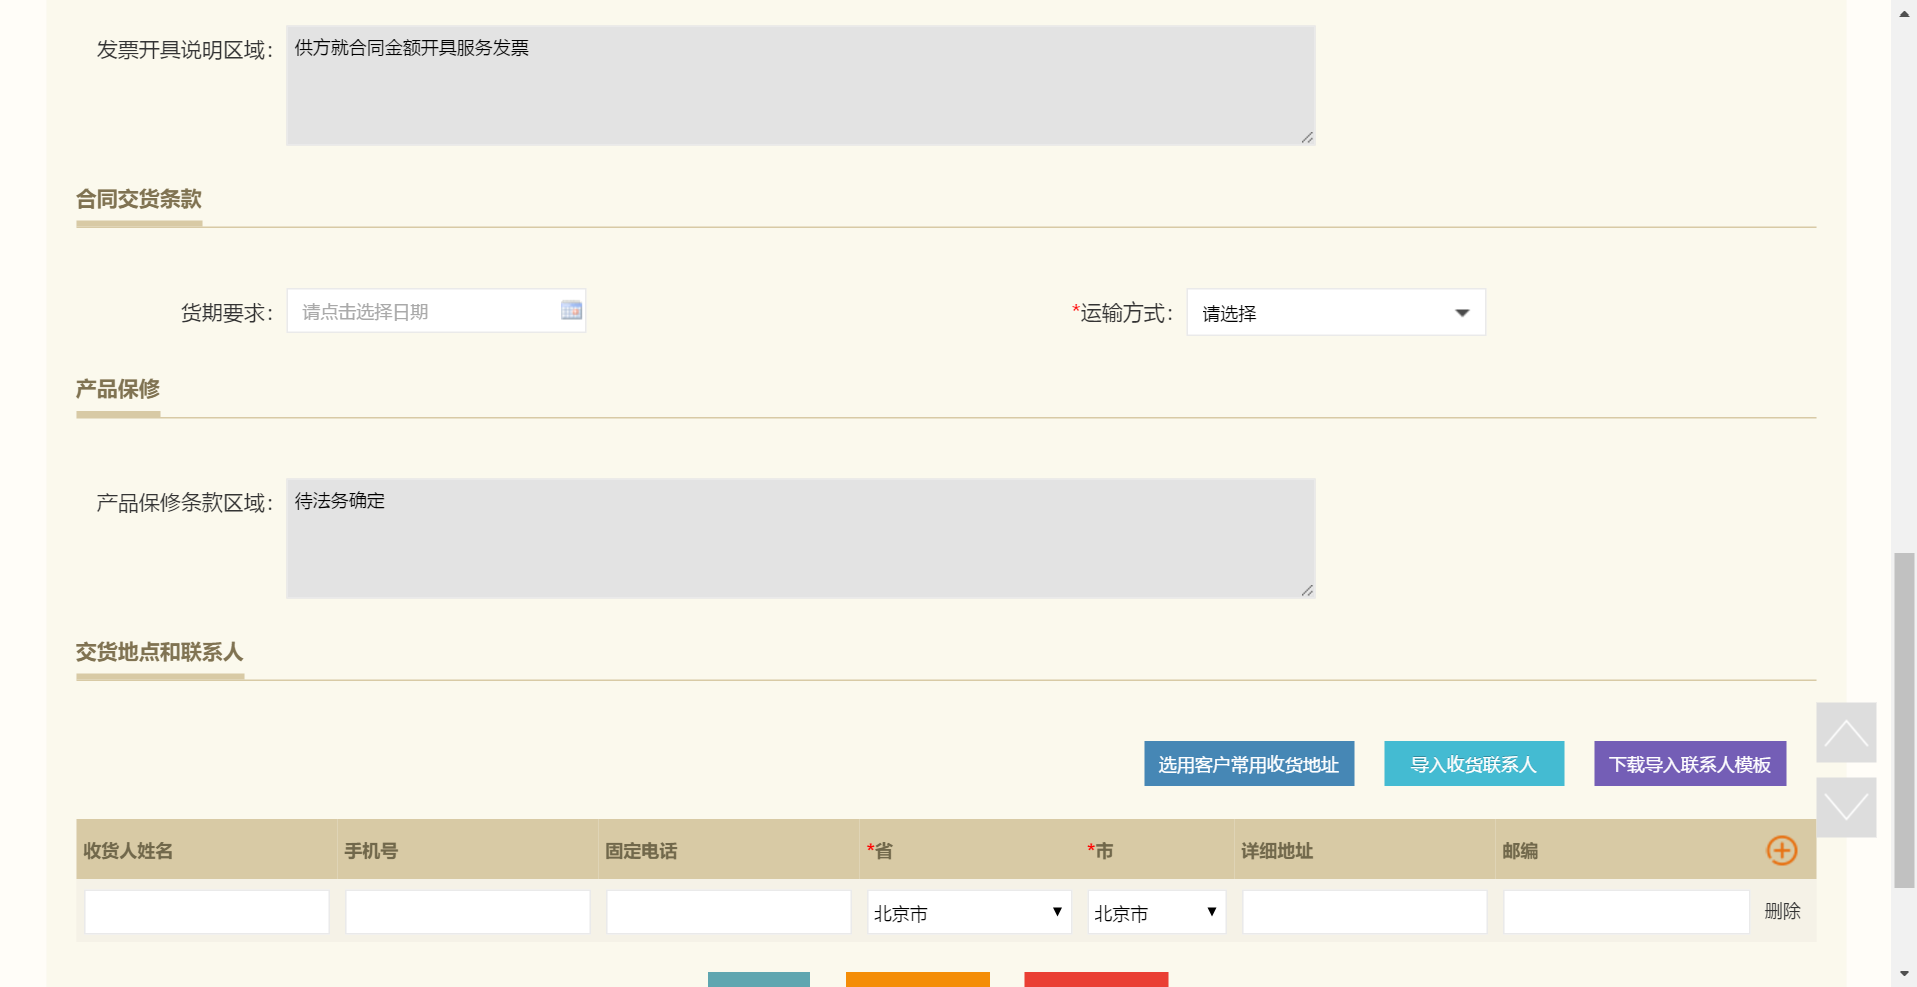 发票开具说明区域：
供方就合同金额开具服务发票
合同交货条款
货期要求：
请点击选择日期
*运输方式：
请选择
产品保修
产品保修条款区域：
待法务确定
交货地点和联系人
选用客户常用收货地址
导入收货联系人
下载导入联系人模板
收货人姓名
手机号
固定电话
*省
*市
详细地址
邮编
北京市
北京市
删除